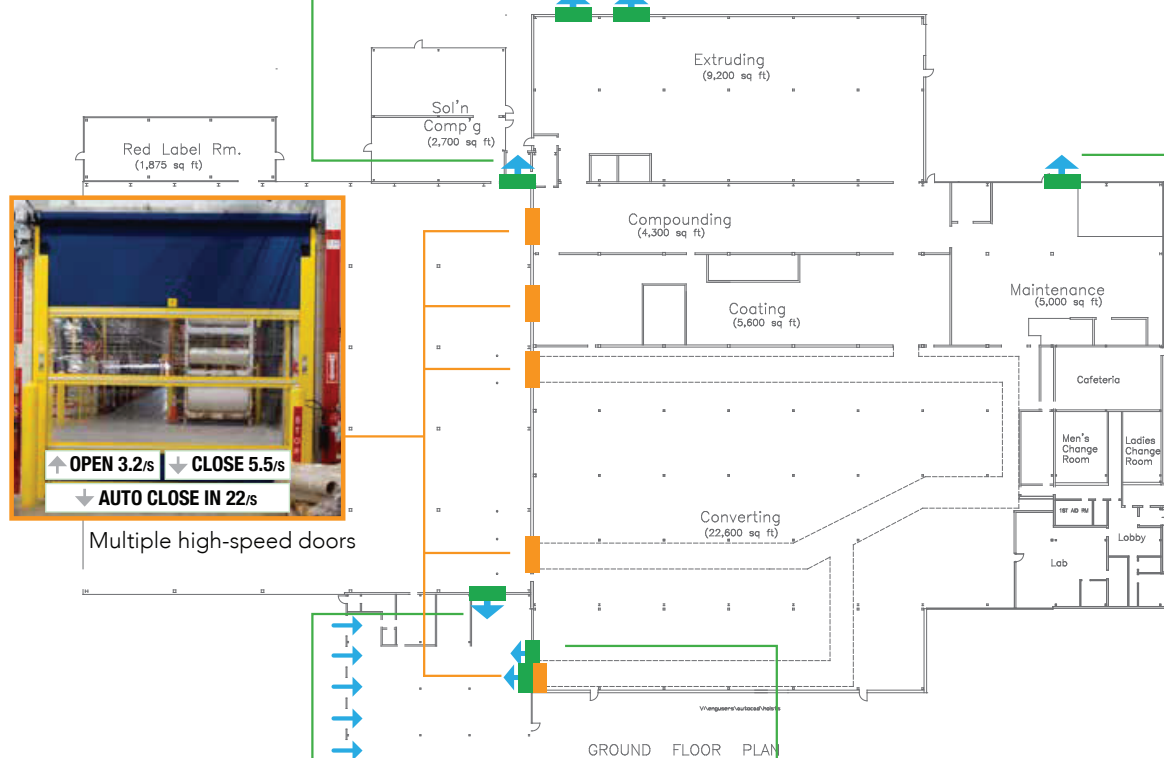 Extruding
(9,200 sq ft)
Sol'n
Comp'g
(2,700 sq ft)
Red Label Rm.
(1,875 sq ft)
Compounding
(4,300 sq ft)
Coating
(5,600 sq ft)
Maintenance
(5,000 sq ft)
Cafeteria
Men's
Change
Room
Ladies
Change
Room
OPEN 3.2/S
CLOSE 5.5/S
AUTO CLOSE IN 22/S
Multiple high-speed doors
Converting
(22,600 sq ft)
1ST AID RM
Lobby
Lab
GROUND FLOOR PLAN